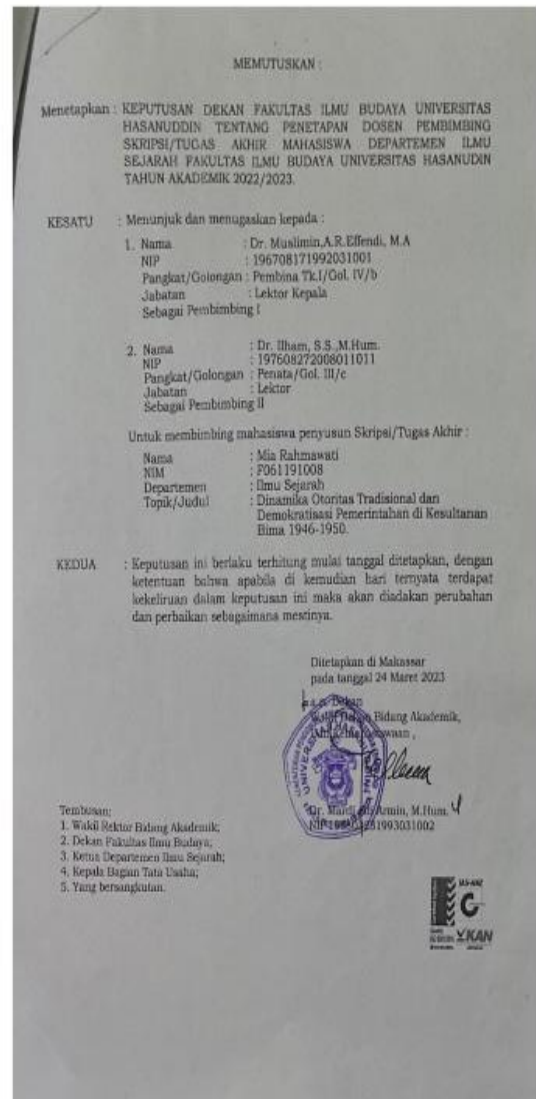 MEMUTUSKAN :
Menetapkan : KEPUTUSAN DEKAN FAKULTAS ILMU BUDAYA UNIVERSITAS
HASANUDDIN TENTANG PENETAPAN DOSEN PEMBIMBING
SKRIPSI/TUGAS AKHIR MAHASISWA DEPARTEMEN ILMU
SEJARAH FAKULTAS ILMU BUDAYA UNIVERSITAS HASANUDIN
TAHUN AKADEMIK 2022/2023.
KESATU : Menunjuk dan menugaskan kepada :
1. Nama : Dr. Muslimin,A.R.Effendi, M.A
NIP : 196708171992031001
Pangkat/Golongan : Pembina Tk.I/Gol. IV/b
Jabatan : Lektor Kepala
Sebagai Pembimbing I
2. Nama : Dr. Ilham, S.S.,M.Hum.
NIP : 197608272008011011
Pangkat/Golongan : Penata/Gol. III/c
Jabatan : Lektor
Sebagai Pembimbing II
Untuk membimbing mahasiswa penyusun Skripsi/Tugas Akhir :
Nama : Mia Rahmawati
NIM : F061191008
Departemen : Ilmu Sejarah
Topik/Judul : Dinamika Otoritas Tradisional dan
Demokratisasi Pemerintahan di Kesultanan
Bima 1946-1950.
KEDUA : Keputusan ini berlaku terhitung mulai tanggal ditetapkan, dengan
ketentuan bahwa apabila di kemudian hari ternyata terdapat
kekeliruan dalam keputusan ini maka akan diadakan perubahan
dan perbaikan sebagaimana mestinya.
Ditetapkan di Makassar
pada tanggal 24 Maret 2023
a.n. Dekan
Wakil Dekan Bidang Akademik,
Dr. Armin, M.Hum.
Tembusan;
1. Wakil Rektor Bidang Akademik;
2. Dekan Fakultas Ilmu Budaya;
3. Ketua Departemen Ilmu Sejarah;
4. Kepala Bagian Tata Usaha;
5. Yang bersangkutan.
KAN